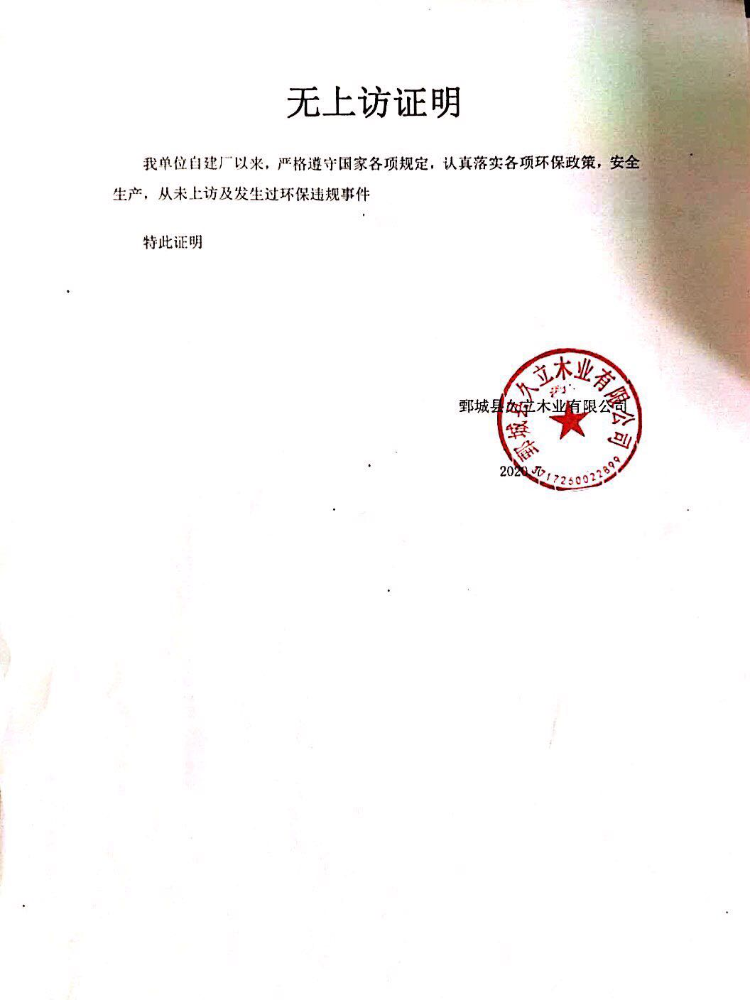 无上访证明
我单位自建厂以来，严格遵守国家各项规定，认真落实各项环保政策，安全
生产，从未上访及发生过环保违规事件
特此证明
鄄城县久立木业有限公司
鄄城县久立木业有限公司
2020
3717260022899